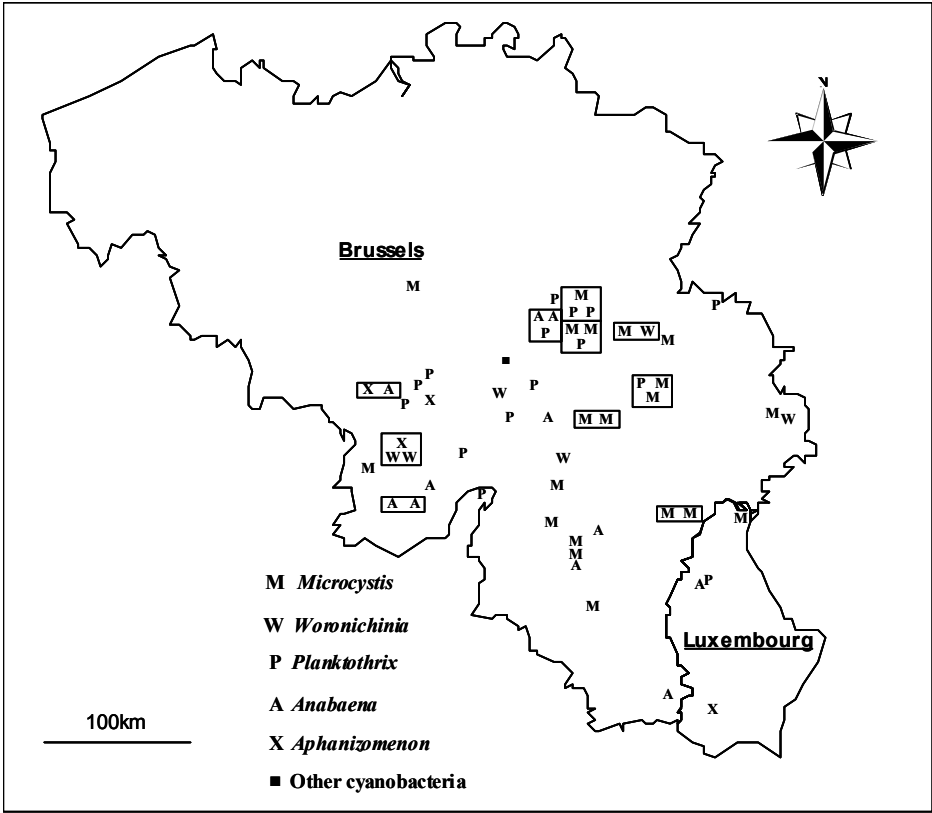 N
Brussels
M
P M
A A P P
P M M
P
M W M
P
P
P
X A P
P X
W P
P M
M
M W
P A M M
X
W W
M
P
W
A
A A
P
M
M M
M
M
A
M
M
A
A P
M
M Microcystis
W Woronichinia
P Planktothrix
Luxembourg
A Anabaena
A
X
100km
X Aphanizomenon
Other cyanobacteria